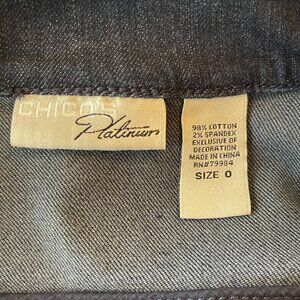 CHICO'S
Platinum
98% COTTON
2% SPANDEX
EXCLUSIVE OF
DECORATION
MADE IN CHINA
RN#79984
SIZE 0